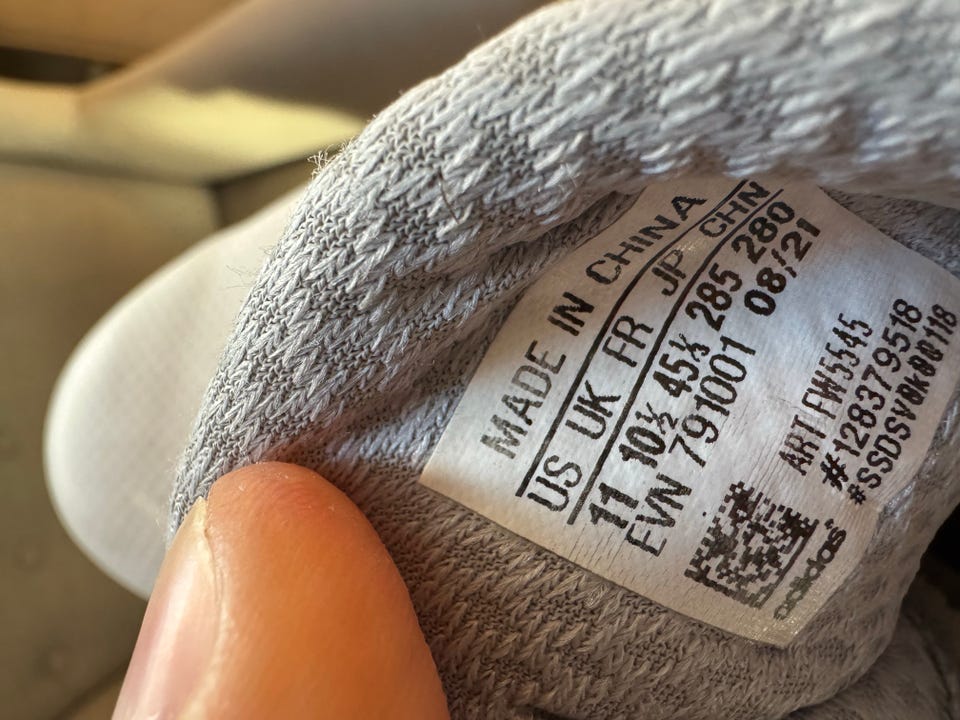 MADE IN CHINA
US UK FR JP CHN
11 10½ 45⅓ 285 280
EVN 791001 08/21
ART FW5545
#128379518
#SSDSY0K00118
adidas